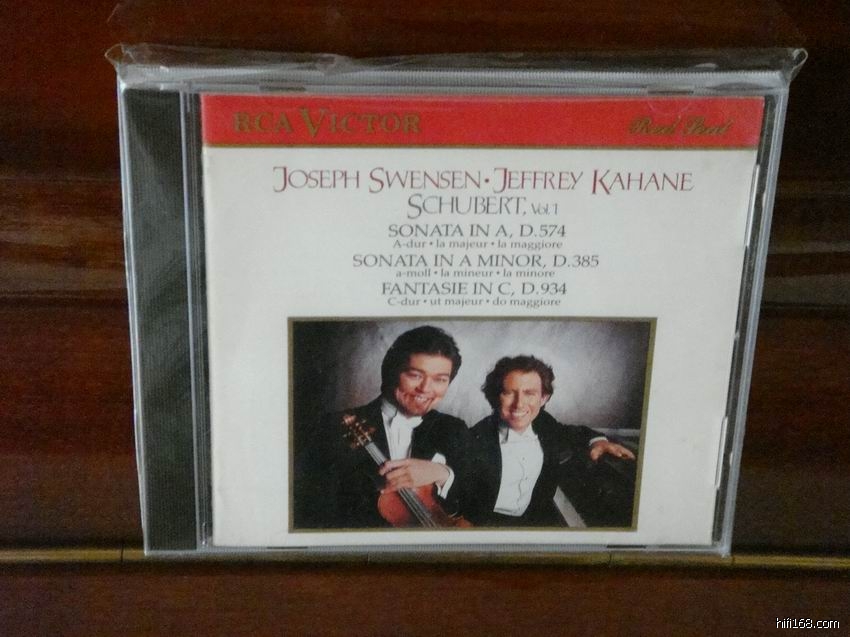 RCA VICTOR
Red Seal
JOSEPH SWENSEN • JEFFREY KAHANE
SCHUBERT, Vol. 1
SONATA IN A, D.574
A-dur • la majeur • la maggiore
SONATA IN A MINOR, D.385
a-moll • la mineur • la minore
FANTASIE IN C, D.934
C-dur • ut majeur • do maggiore
hifi168.com